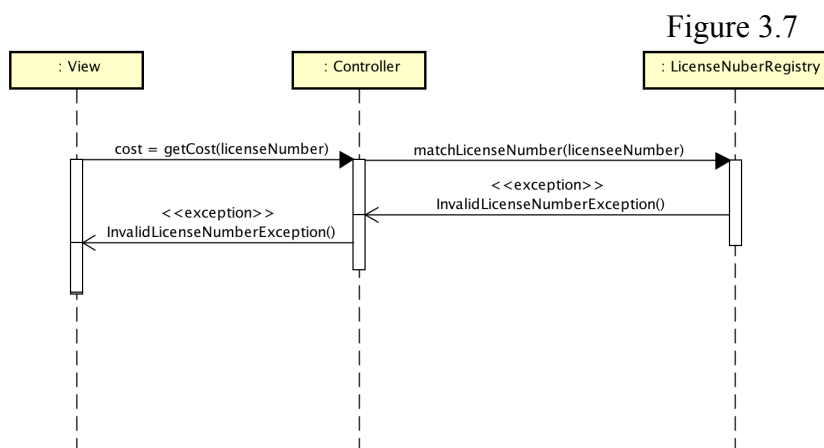 Figure 3.7
: View
: Controller
: LicenseNuberRegistry
cost = getCost(licenseNumber)
matchLicenseNumber(licenseeNumber)
<<exception>>
InvalidLicenseNumberException()
<<exception>>
InvalidLicenseNumberException()